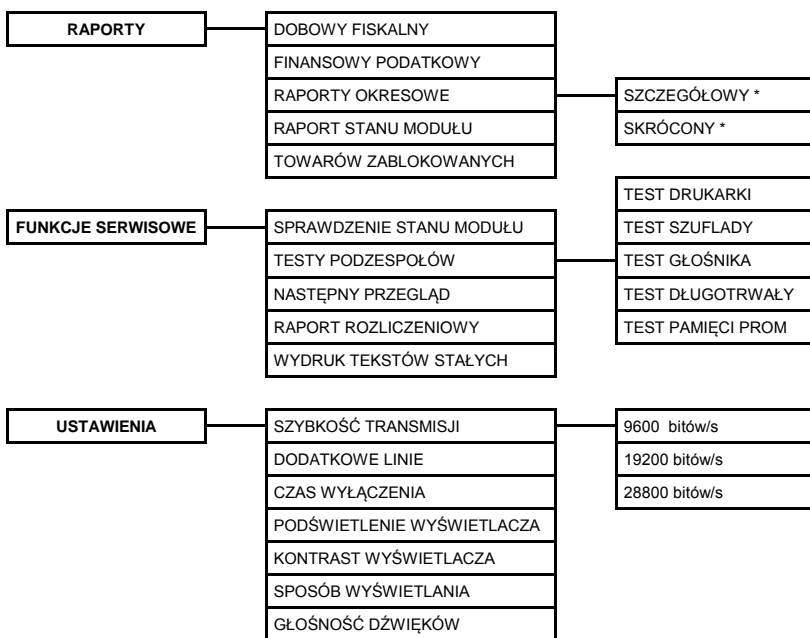 RAPORTY
DOBOWY FISKALNY
FINANSOWY PODATKOWY
RAPORTY OKRESOWE
SZCZEGÓŁOWY *
SKRÓCONY *
RAPORT STANU MODUŁU
TOWARÓW ZABLOKOWANYCH
FUNKCJE SERWISOWE
SPRAWDZENIE STANU MODUŁU
TESTY PODZESPOŁÓW
TEST DRUKARKI
TEST SZUFLADY
TEST GŁOŚNIKA
TEST DŁUGOTRWAŁY
TEST PAMIĘCI PROM
NASTĘPNY PRZEGLĄD
RAPORT ROZLICZENIOWY
WYDRUK TEKSTÓW STAŁYCH
USTAWIENIA
SZYBKOŚĆ TRANSMISJI
9600 bitów/s
19200 bitów/s
28800 bitów/s
DODATKOWE LINIE
CZAS WYŁĄCZENIA
PODŚWIETLENIE WYŚWIETLACZA
KONTRAST WYŚWIETLACZA
SPOSÓB WYŚWIETLANIA
GŁOŚNOŚĆ DŹWIĘKÓW